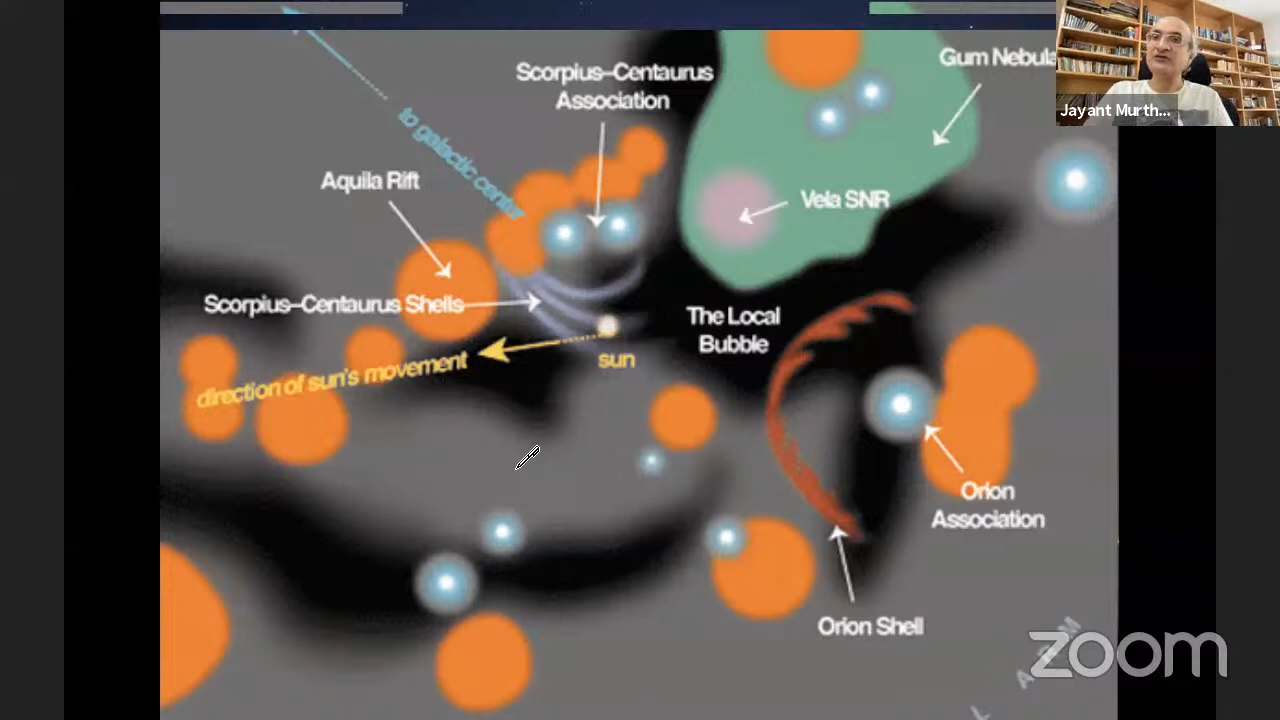 Scorpius–Centaurus
Association
Gum Nebula
Jayant Murth...
to galactic center
Aquila Rift
Vela SNR
Scorpius–Centaurus Shells
The Local
Bubble
sun
direction of sun's movement
Orion
Association
Orion Shell
zoom
L ARM